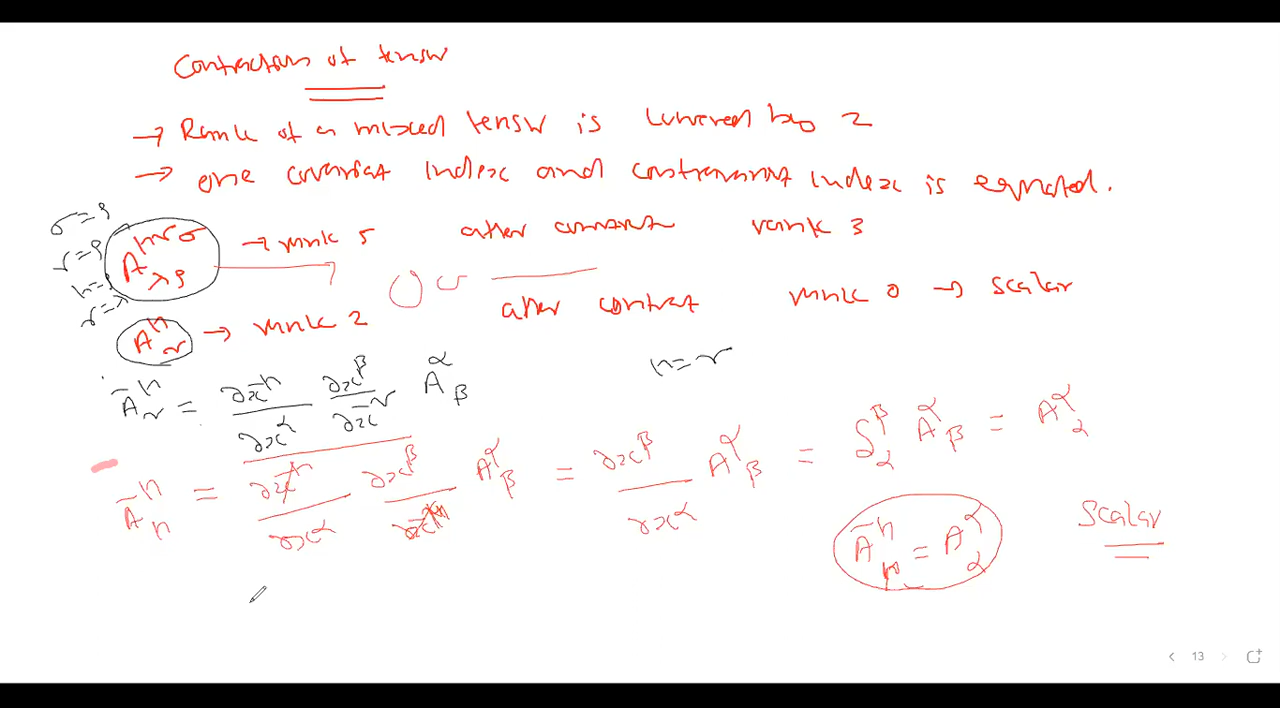 Contraction of tensor
→ Rank of a mixed tensor is lowered by 2
→ one covariant index and contravariant index is equated.
σ=ρ
ν=ρ
μ=ρ
ν=λ
A^{μνσ}_{λρ} → rank 5 after contract rank 3
Or
A^μ_ν → rank 2 after contract rank 0 → scalar
Ā^μ_ν = ∂x̄^μ/∂x^α ∂x^β/∂x̄^ν A^α_β μ=ν
Ā^μ_μ = ∂x̄^μ/∂x^α ∂x^β/∂x̄^μ A^α_β = ∂x^β/∂x^α A^α_β = δ^β_α A^α_β = A^α_α
Ā^μ_μ = A^α_α Scalar
13